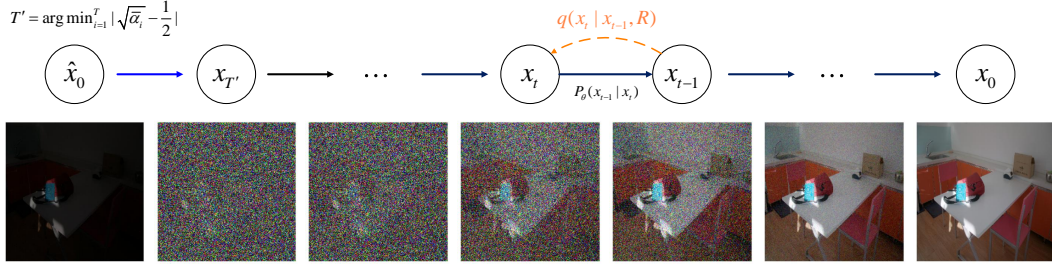 T' = arg min_{i=1}^{T} | √ᾱ_i − 1/2 |
q(x_t | x_{t-1}, R)
x̂_0 x_{T'} ... x_t x_{t-1} ... x_0
P_θ(x_{t-1} | x_t)